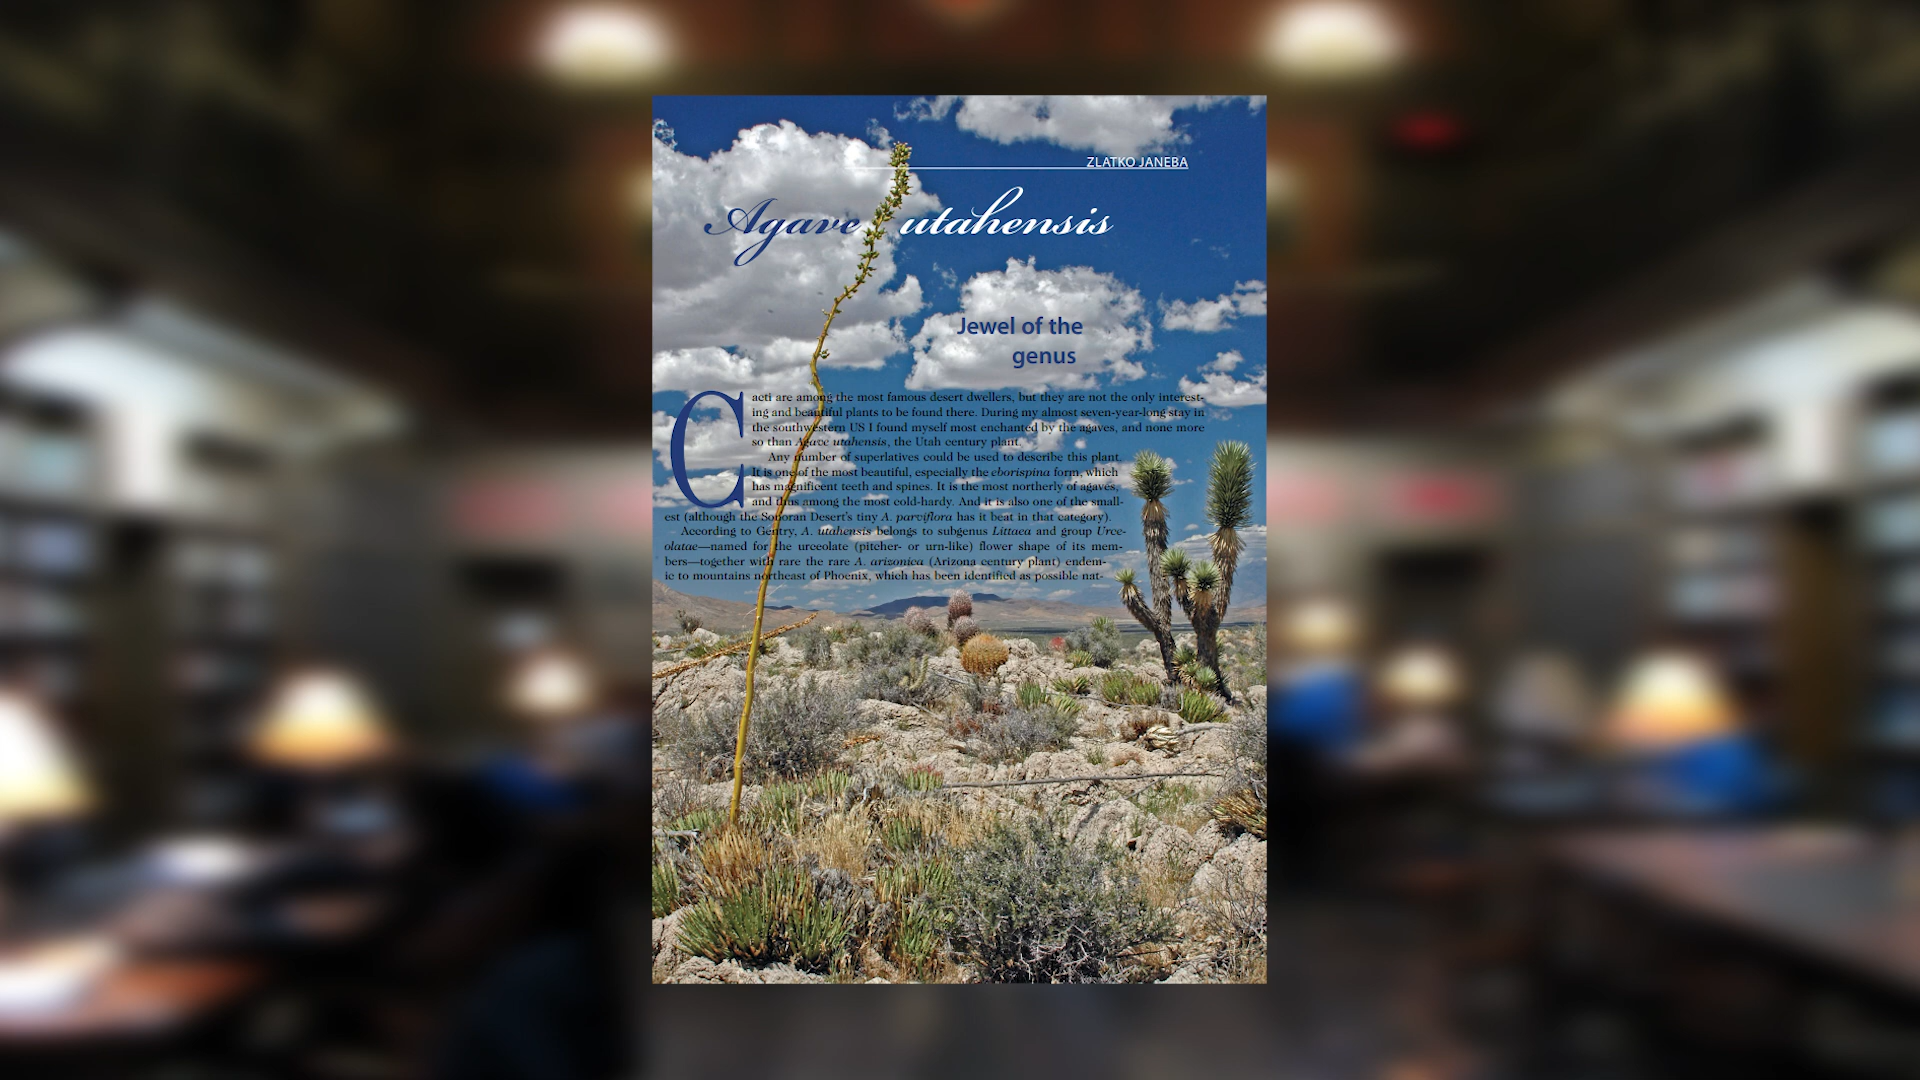 ZLATKO JANEBA
Agave utahensis
Jewel of the
genus
Cacti are among the most famous desert dwellers, but they are not the only interest-
ing and beautiful plants to be found there. During my almost seven-year-long stay in
the southwestern US I found myself most enchanted by the agaves, and none more
so than Agave utahensis, the Utah century plant.
Any number of superlatives could be used to describe this plant.
It is one of the most beautiful, especially the eborispina form, which
has magnificent teeth and spines. It is the most northerly of agaves,
and thus among the most cold-hardy. And it is also one of the small-
est (although the Sonoran Desert's tiny A. parviflora has it beat in that category).
According to Gentry, A. utahensis belongs to subgenus Littaea and group Urce-
olatae—named for the urceolate (pitcher- or urn-like) flower shape of its mem-
bers—together with rare the rare A. arizonica (Arizona century plant) endem-
ic to mountains northeast of Phoenix, which has been identified as possible nat-